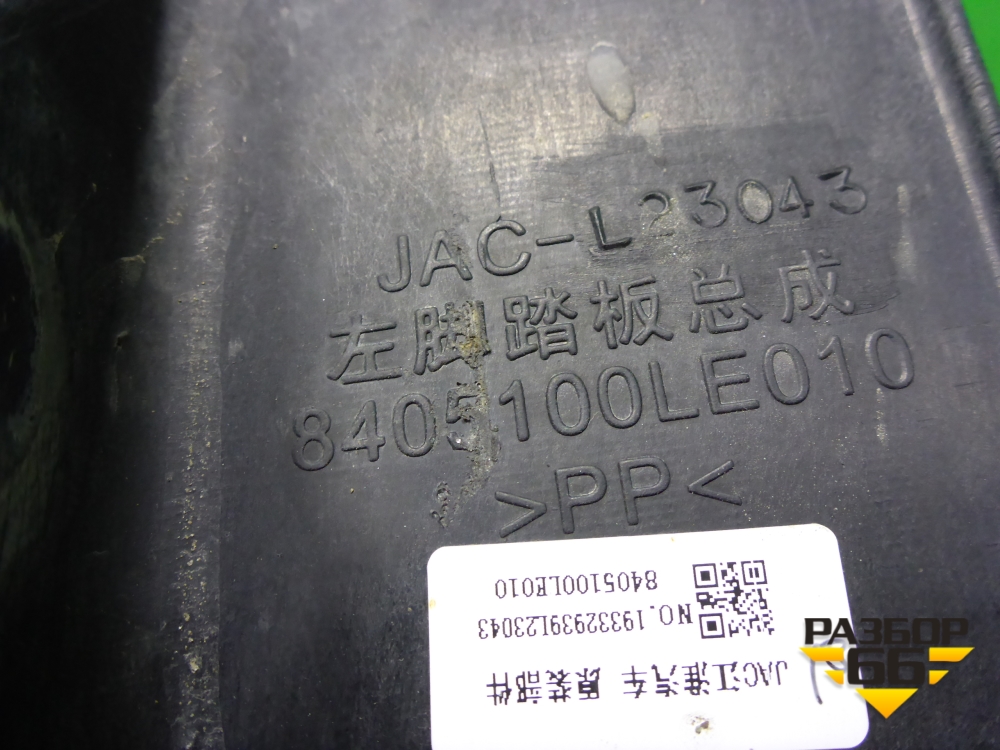 JAC-L23043
左脚踏板总成
8405100LE010
>PP<
JAC江淮汽车 原装部件
NO.19332939L23043
8405100LE010
РАЗБОР
66